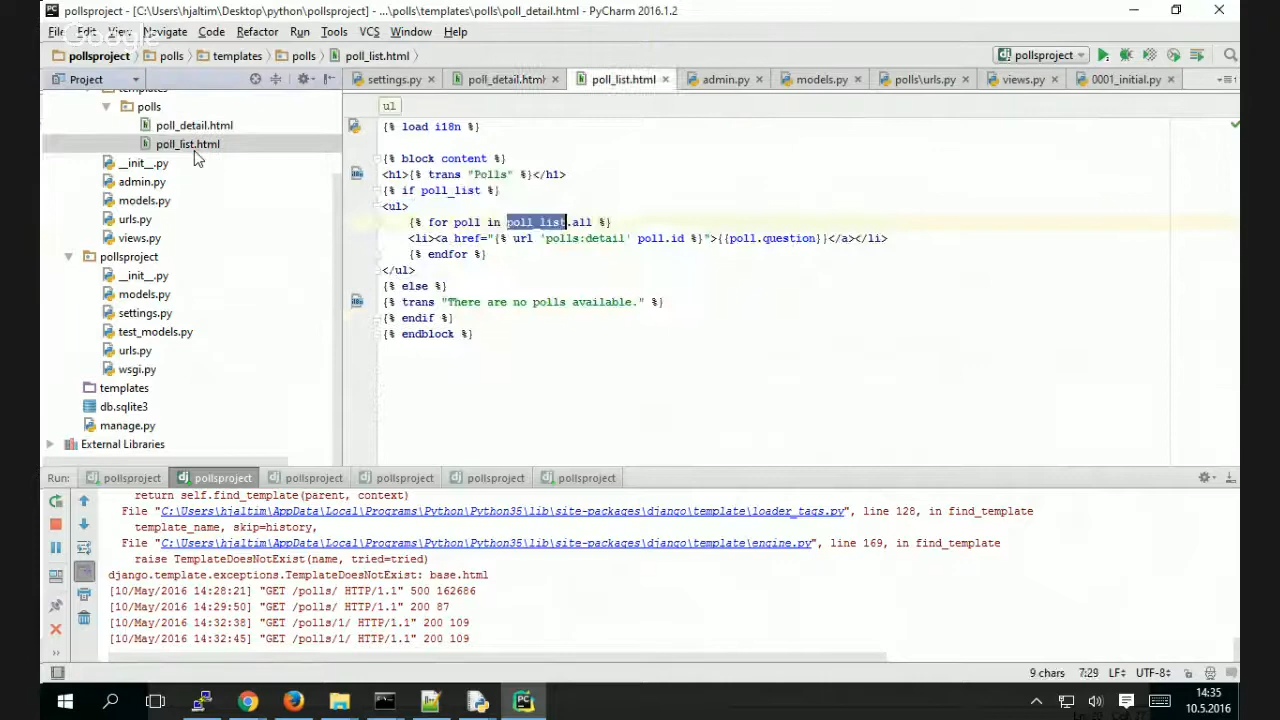 pollsproject - [C:\Users\hjaltim\Desktop\python\pollsproject] - ...\polls\templates\polls\poll_detail.html - PyCharm 2016.1.2
File Edit View Navigate Code Refactor Run Tools VCS Window Help
Google
pollsproject polls templates polls poll_list.html
pollsproject
Project
settings.py poll_detail.html poll_list.html admin.py models.py polls\urls.py views.py 0001_initial.py
templates
polls
poll_detail.html
poll_list.html
__init__.py
admin.py
models.py
urls.py
views.py
pollsproject
__init__.py
models.py
settings.py
test_models.py
urls.py
wsgi.py
templates
db.sqlite3
manage.py
External Libraries
ul
{% load i18n %}
{% block content %}
<h1>{% trans "Polls" %}</h1>
{% if poll_list %}
<ul>
{% for poll in poll_list.all %}
<li><a href="{% url 'polls:detail' poll.id %}">{{poll.question}}</a></li>
{% endfor %}
</ul>
{% else %}
{% trans "There are no polls available." %}
{% endif %}
{% endblock %}
Run: pollsproject pollsproject pollsproject pollsproject pollsproject pollsproject
return self.find_template(parent, context)
File "C:\Users\hjaltim\AppData\Local\Programs\Python\Python35\lib\site-packages\django\template\loader_tags.py", line 128, in find_template
template_name, skip=history,
File "C:\Users\hjaltim\AppData\Local\Programs\Python\Python35\lib\site-packages\django\template\engine.py", line 169, in find_template
raise TemplateDoesNotExist(name, tried=tried)
django.template.exceptions.TemplateDoesNotExist: base.html
[10/May/2016 14:28:21] "GET /polls/ HTTP/1.1" 500 162686
[10/May/2016 14:29:50] "GET /polls/ HTTP/1.1" 200 87
[10/May/2016 14:32:38] "GET /polls/1/ HTTP/1.1" 200 109
[10/May/2016 14:32:45] "GET /polls/1/ HTTP/1.1" 200 109
9 chars 7:29 LF÷ UTF-8÷
14:35
10.5.2016